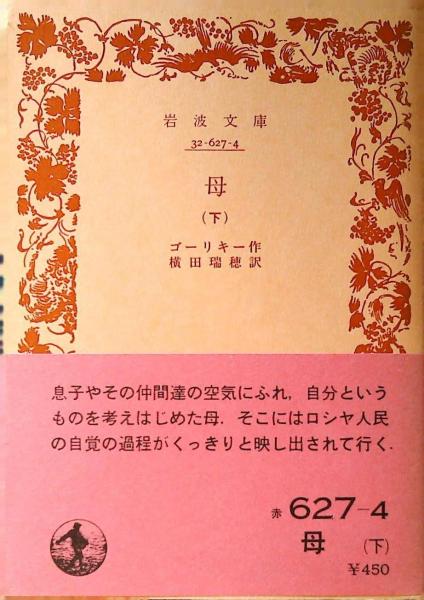 岩波文庫
32-627-4
母
(下)
ゴーリキー作
横田瑞穂訳
息子やその仲間達の空気にふれ，自分という
ものを考えはじめた母．そこにはロシヤ人民
の自覚の過程がくっきりと映し出されて行く．
赤 627-4
母 (下)
￥450